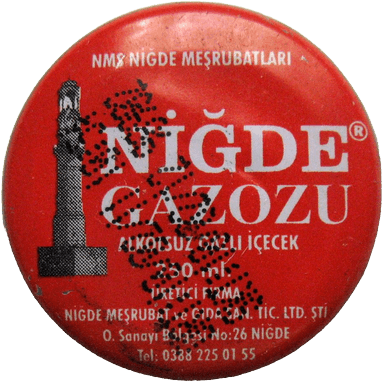 NMS NİĞDE MEŞRUBATLARI
NİĞDE®
GAZOZU
ALKOLSUZ GAZLI İÇECEK
250 ml.
ÜRETİCİ FİRMA
NİĞDE MEŞRUBAT ve GIDA SAN. TİC. LTD. ŞTİ
O. Sanayi Bölgesi No:26 NİĞDE
Tel: 0388 225 01 55